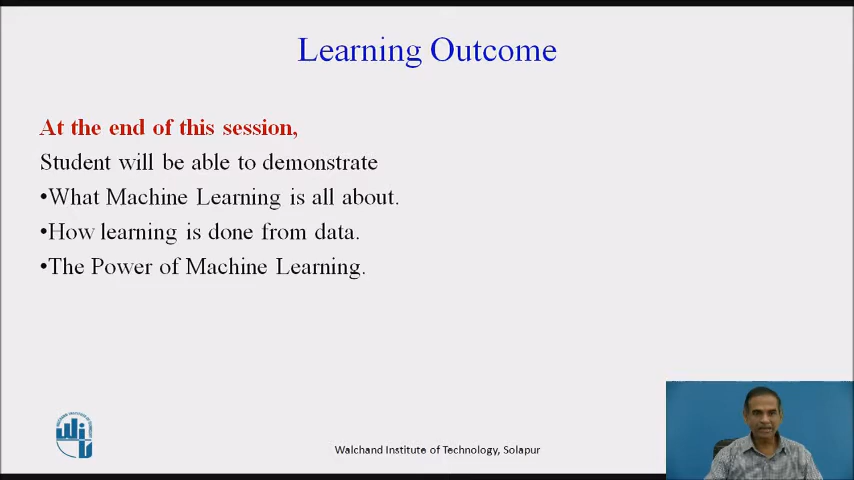 Learning Outcome
At the end of this session,
Student will be able to demonstrate
•What Machine Learning is all about.
•How learning is done from data.
•The Power of Machine Learning.
Walchand Institute of Technology, Solapur